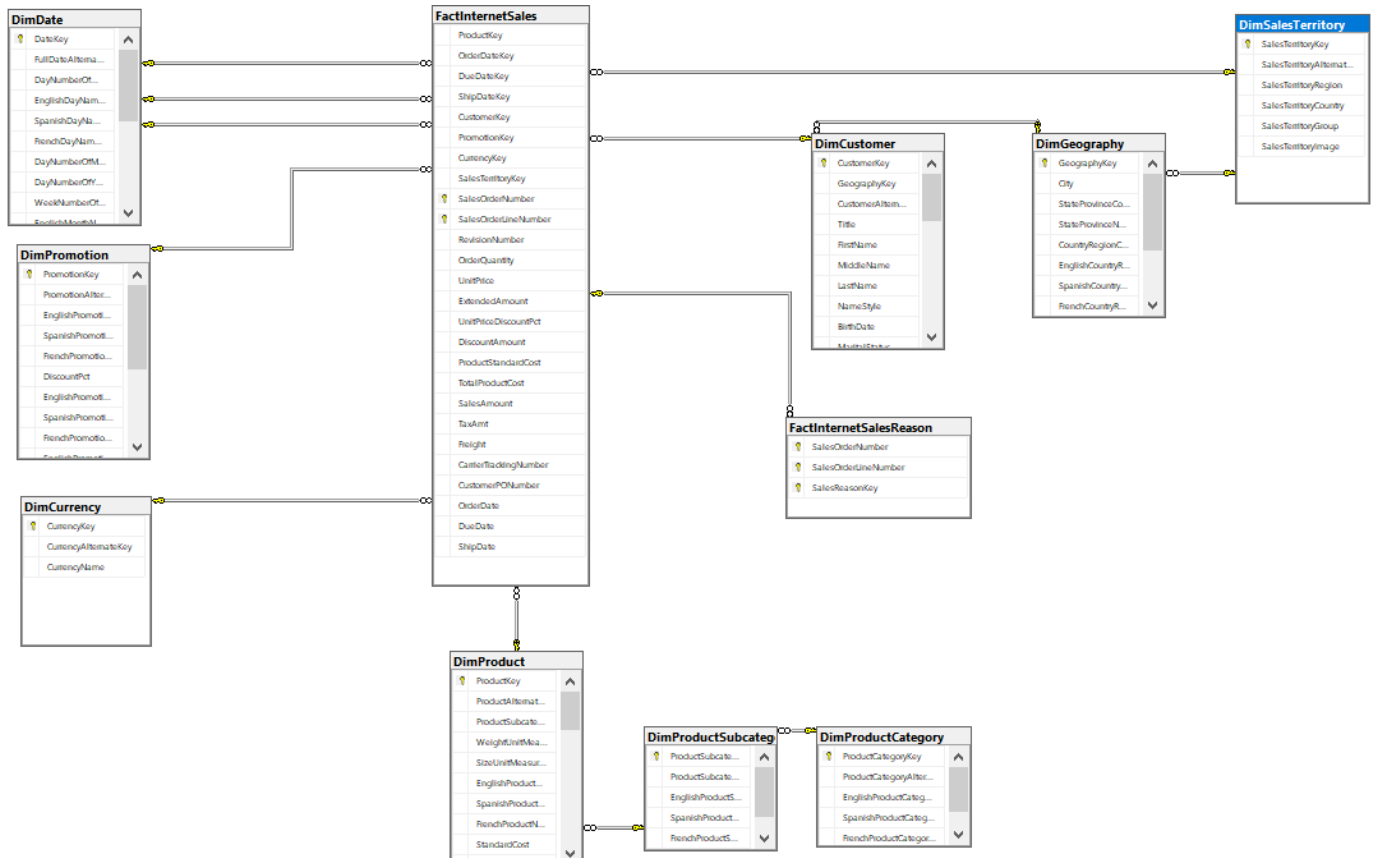 DimDate
DateKey
FullDateAlterna...
DayNumberOf...
EnglishDayNam...
SpanishDayNa...
FrenchDayNam...
DayNumberOfM...
DayNumberOfY...
WeekNumberOf...
EnglishMonthN
FactInternetSales
ProductKey
OrderDateKey
DueDateKey
ShipDateKey
CustomerKey
PromotionKey
CurrencyKey
SalesTerritoryKey
SalesOrderNumber
SalesOrderLineNumber
RevisionNumber
OrderQuantity
UnitPrice
ExtendedAmount
UnitPriceDiscountPct
DiscountAmount
ProductStandardCost
TotalProductCost
SalesAmount
TaxAmt
Freight
CarrierTrackingNumber
CustomerPONumber
OrderDate
DueDate
ShipDate
DimSalesTerritory
SalesTerritoryKey
SalesTerritoryAlternat...
SalesTerritoryRegion
SalesTerritoryCountry
SalesTerritoryGroup
SalesTerritoryImage
DimCustomer
CustomerKey
GeographyKey
CustomerAltern...
Title
FirstName
MiddleName
LastName
NameStyle
BirthDate
MaritalStatus
DimGeography
GeographyKey
City
StateProvinceCo...
StateProvinceN...
CountryRegionC...
EnglishCountryR...
SpanishCountry...
FrenchCountryR...
DimPromotion
PromotionKey
PromotionAlter...
EnglishPromoti...
SpanishPromoti...
FrenchPromotio...
DiscountPct
EnglishPromoti...
SpanishPromoti...
FrenchPromotio...
EnglishPromoti...
FactInternetSalesReason
SalesOrderNumber
SalesOrderLineNumber
SalesReasonKey
DimCurrency
CurrencyKey
CurrencyAlternateKey
CurrencyName
DimProduct
ProductKey
ProductAlternat...
ProductSubcate...
WeightUnitMea...
SizeUnitMeasur...
EnglishProduct...
SpanishProduct...
FrenchProductN...
StandardCost
DimProductSubcateg
ProductSubcate...
ProductSubcate...
EnglishProductS...
SpanishProduct...
FrenchProductS...
DimProductCategory
ProductCategoryKey
ProductCategoryAlter...
EnglishProductCateg...
SpanishProductCateg...
FrenchProductCategor...